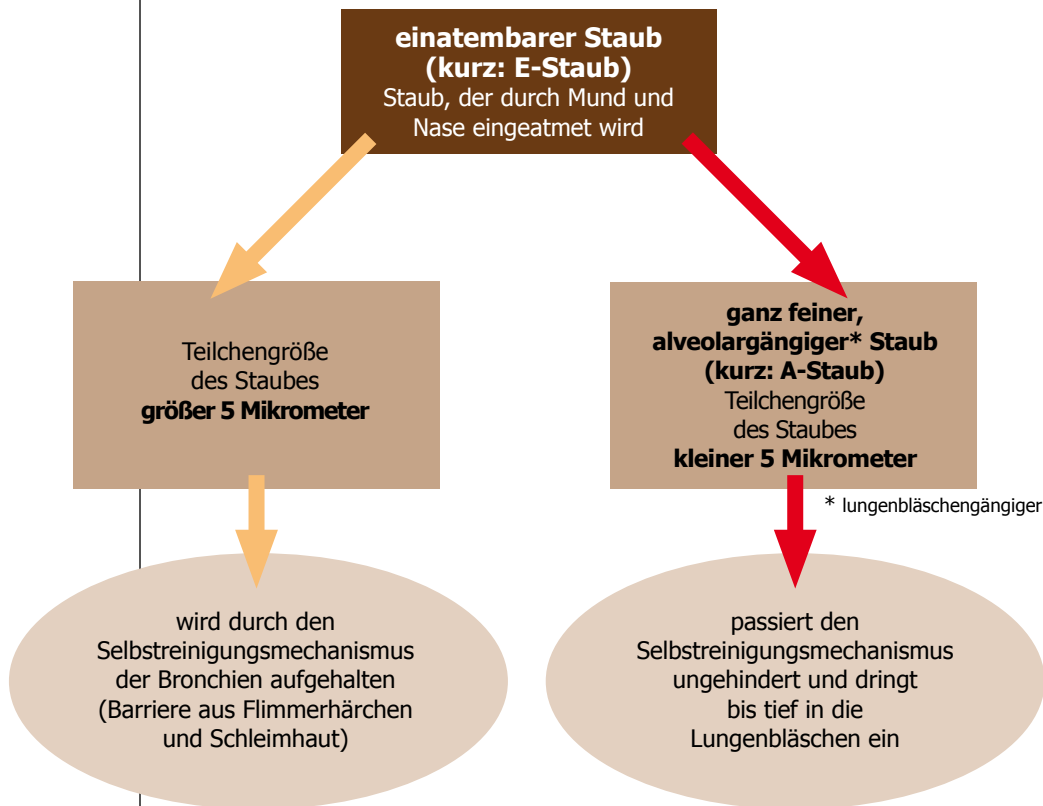 einatembarer Staub
(kurz: E-Staub)
Staub, der durch Mund und
Nase eingeatmet wird
Teilchengröße
des Staubes
größer 5 Mikrometer
ganz feiner,
alveolargängiger* Staub
(kurz: A-Staub)
Teilchengröße
des Staubes
kleiner 5 Mikrometer
* lungenbläschengängiger
wird durch den
Selbstreinigungsmechanismus
der Bronchien aufgehalten
(Barriere aus Flimmerhärchen
und Schleimhaut)
passiert den
Selbstreinigungsmechanismus
ungehindert und dringt
bis tief in die
Lungenbläschen ein